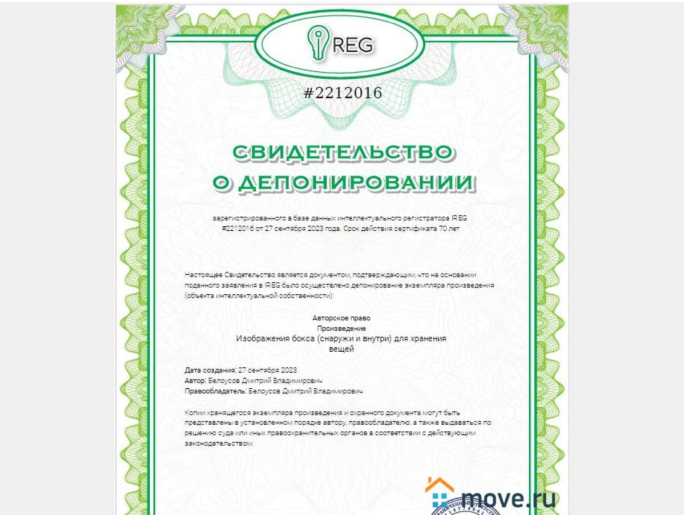 REG
#2212016
СВИДЕТЕЛЬСТВО
О ДЕПОНИРОВАНИИ
зарегистрированного в базе данных интеллектуального регистратора IREG
#2212016 от 27 сентября 2023 года. Срок действия сертификата 70 лет
Настоящее Свидетельство является документом, подтверждающим, что на основании
поданного заявления в IREG было осуществлено депонирование экземпляра произведения
(объекта интеллектуальной собственности):
Авторское право
Произведение
Изображения бокса (снаружи и внутри) для хранения
вещей
Дата создания: 27 сентября 2023
Автор: Белоусов Дмитрий Владимирович
Правообладатель: Белоусов Дмитрий Владимирович
Копии хранящегося экземпляра произведения и охранного документа могут быть
представлены в установленном порядке автору, правообладателю, а также выдаваться по
решению суда или иных правоохранительных органов в соответствии с действующим
законодательством.
move.ru